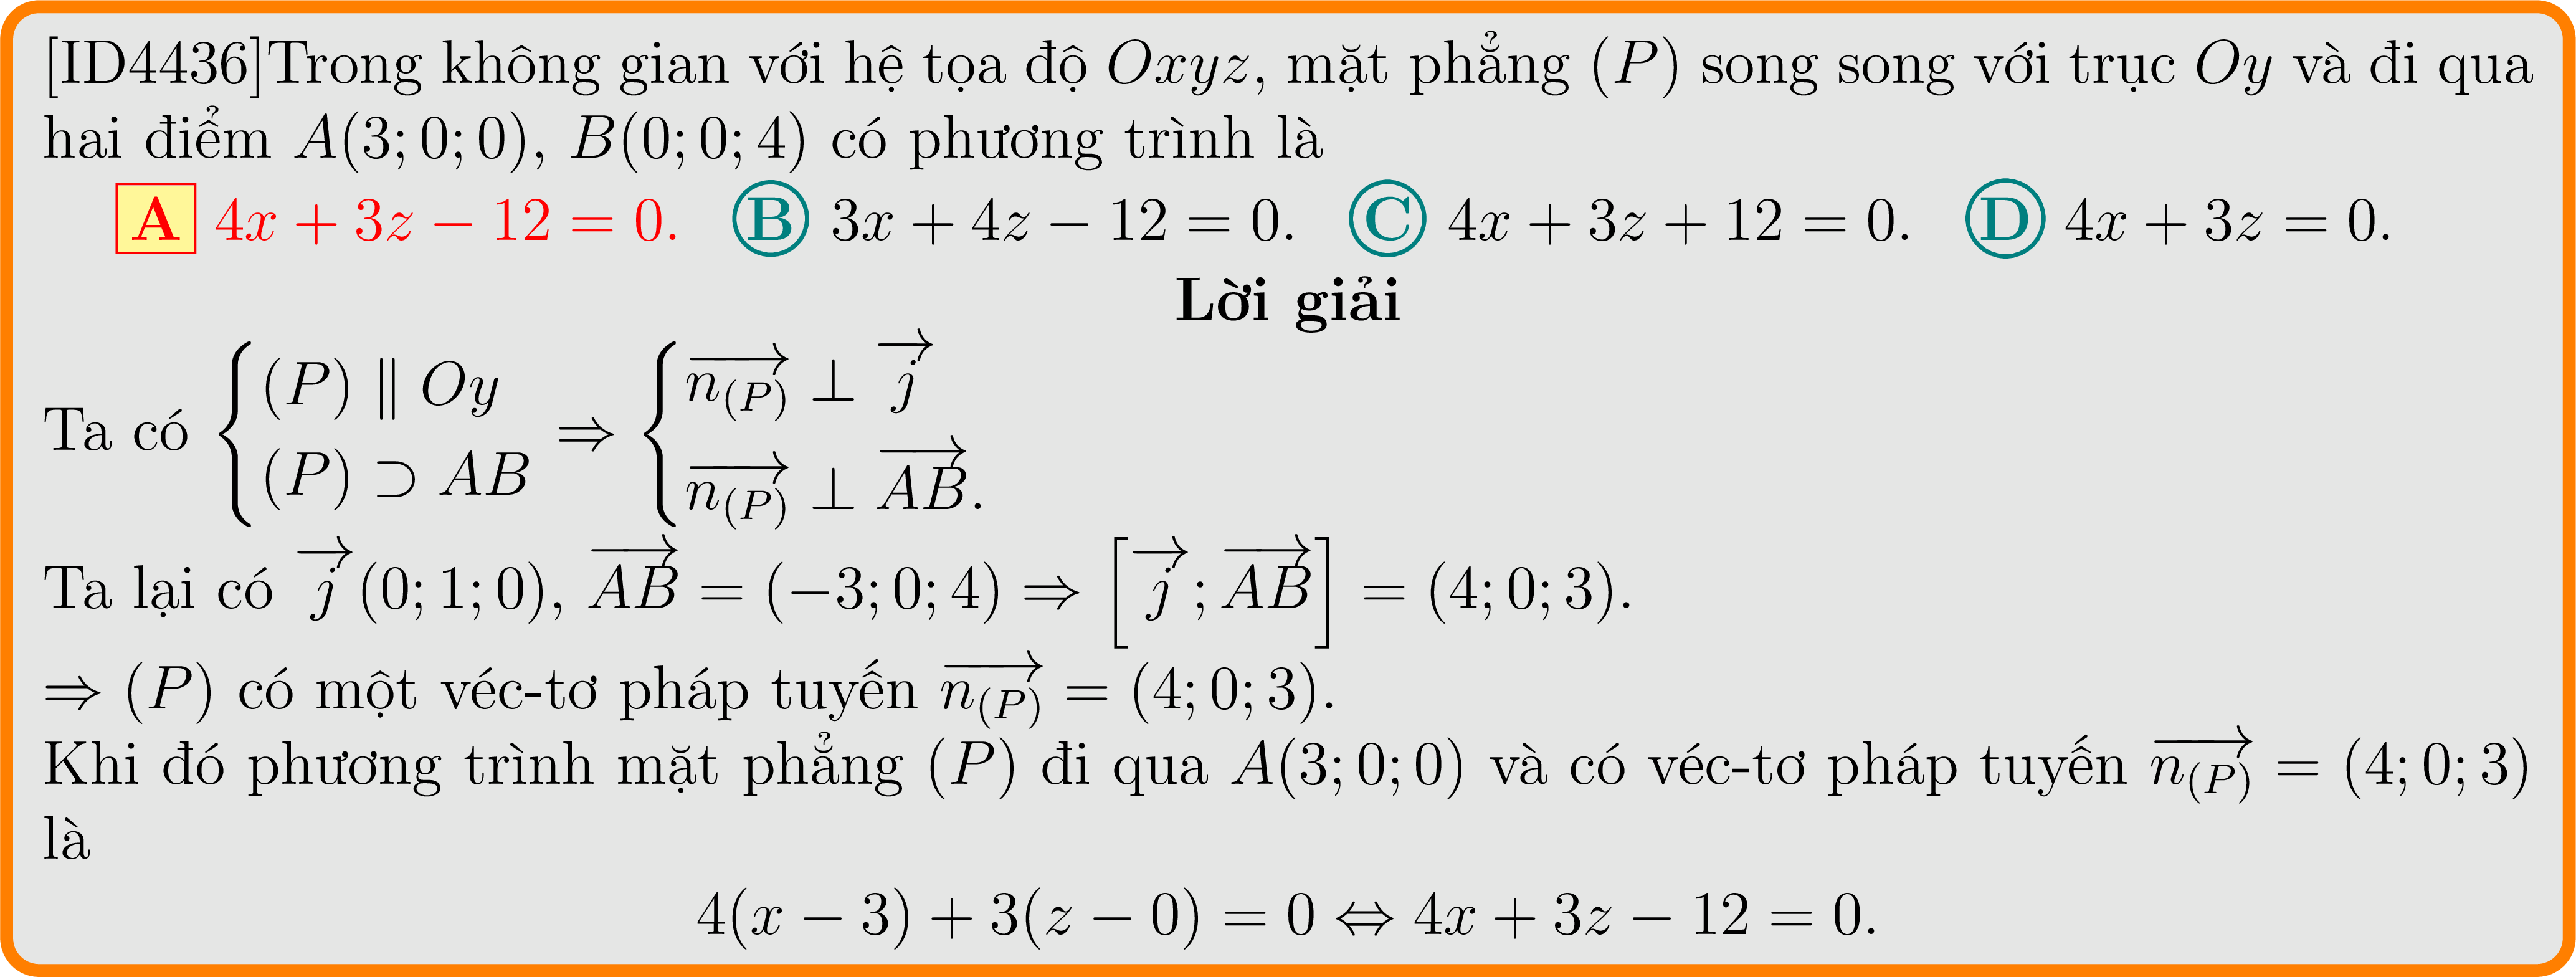 [ID4436]Trong không gian với hệ tọa độ Oxyz, mặt phẳng (P) song song với trục Oy và đi qua
hai điểm A(3; 0; 0), B(0; 0; 4) có phương trình là
A 4x + 3z − 12 = 0. B 3x + 4z − 12 = 0. C 4x + 3z + 12 = 0. D 4x + 3z = 0.
Lời giải
Ta có $\begin{cases} (P) \parallel Oy \\ (P) \supset AB \end{cases} \Rightarrow \begin{cases} \overrightarrow{n_{(P)}} \perp \overrightarrow{j} \\ \overrightarrow{n_{(P)}} \perp \overrightarrow{AB}. \end{cases}$
Ta lại có $\overrightarrow{j}(0; 1; 0), \overrightarrow{AB} = (-3; 0; 4) \Rightarrow \left[\overrightarrow{j}; \overrightarrow{AB}\right] = (4; 0; 3).$
⇒ (P) có một véc-tơ pháp tuyến $\overrightarrow{n_{(P)}} = (4; 0; 3).$
Khi đó phương trình mặt phẳng (P) đi qua A(3; 0; 0) và có véc-tơ pháp tuyến $\overrightarrow{n_{(P)}} = (4; 0; 3)$
là
4(x − 3) + 3(z − 0) = 0 ⇔ 4x + 3z − 12 = 0.